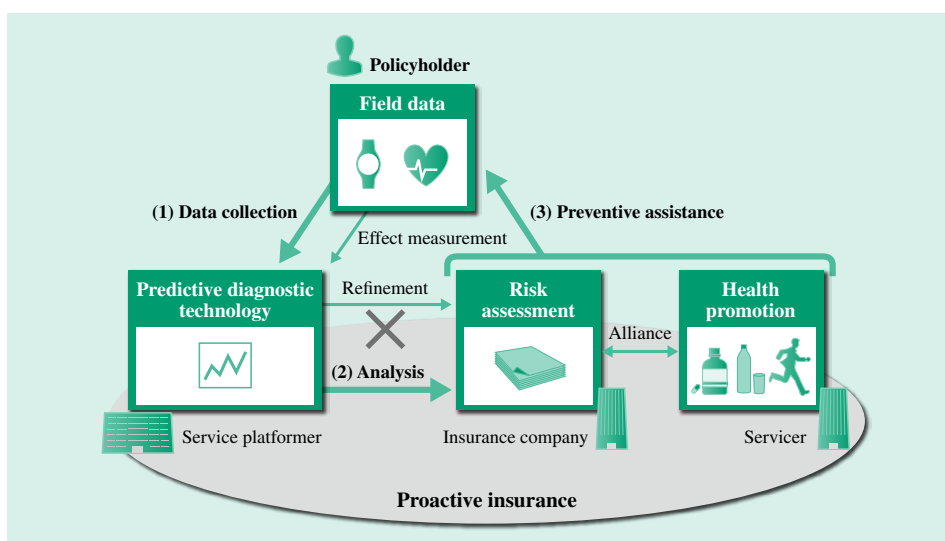 Policyholder
Field data
(1) Data collection
(3) Preventive assistance
Effect measurement
Predictive diagnostic
technology
Refinement
Risk
assessment
Health
promotion
Alliance
(2) Analysis
Service platformer
Insurance company
Servicer
Proactive insurance